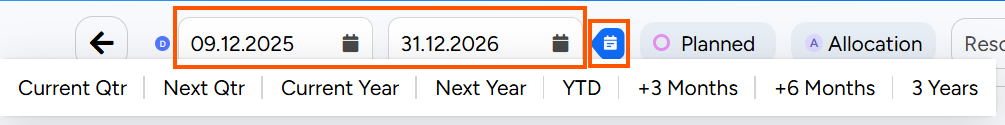 D 09.12.2025 31.12.2026 Planned A Allocation Resc
Current Qtr Next Qtr Current Year Next Year YTD +3 Months +6 Months 3 Years